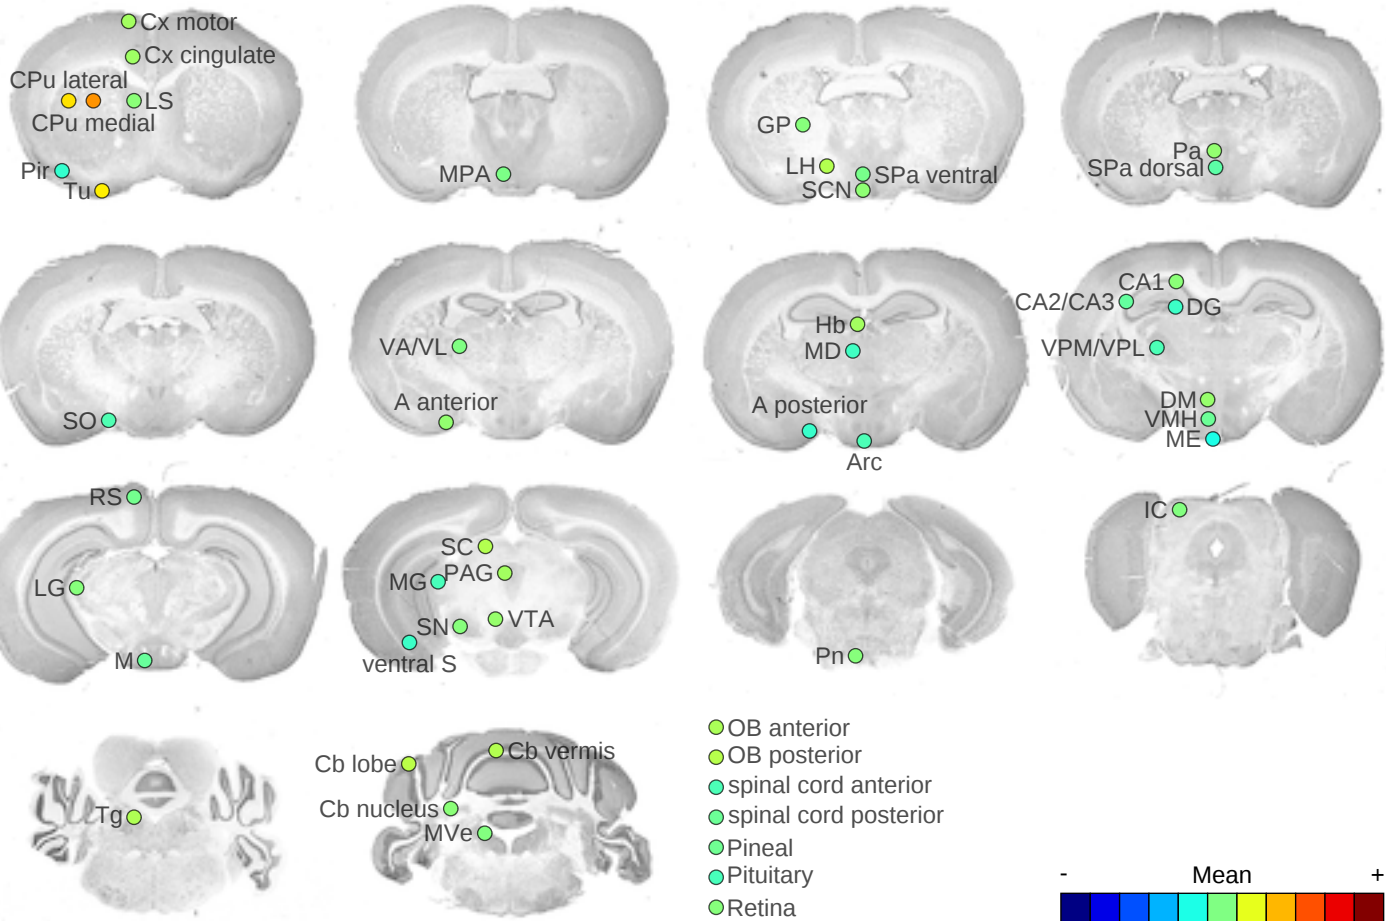 Cx motor
Cx cingulate
CPu lateral
LS
CPu medial
Pir
Tu
MPA
GP
LH
SPa ventral
SCN
Pa
SPa dorsal
SO
VA/VL
A anterior
Hb
MD
A posterior
Arc
CA1
CA2/CA3
DG
VPM/VPL
DM
VMH
ME
RS
LG
M
SC
PAG
MG
VTA
SN
ventral S
Pn
IC
Tg
Cb vermis
Cb lobe
Cb nucleus
MVe
OB anterior
OB posterior
spinal cord anterior
spinal cord posterior
Pineal
Pituitary
Retina
- Mean +